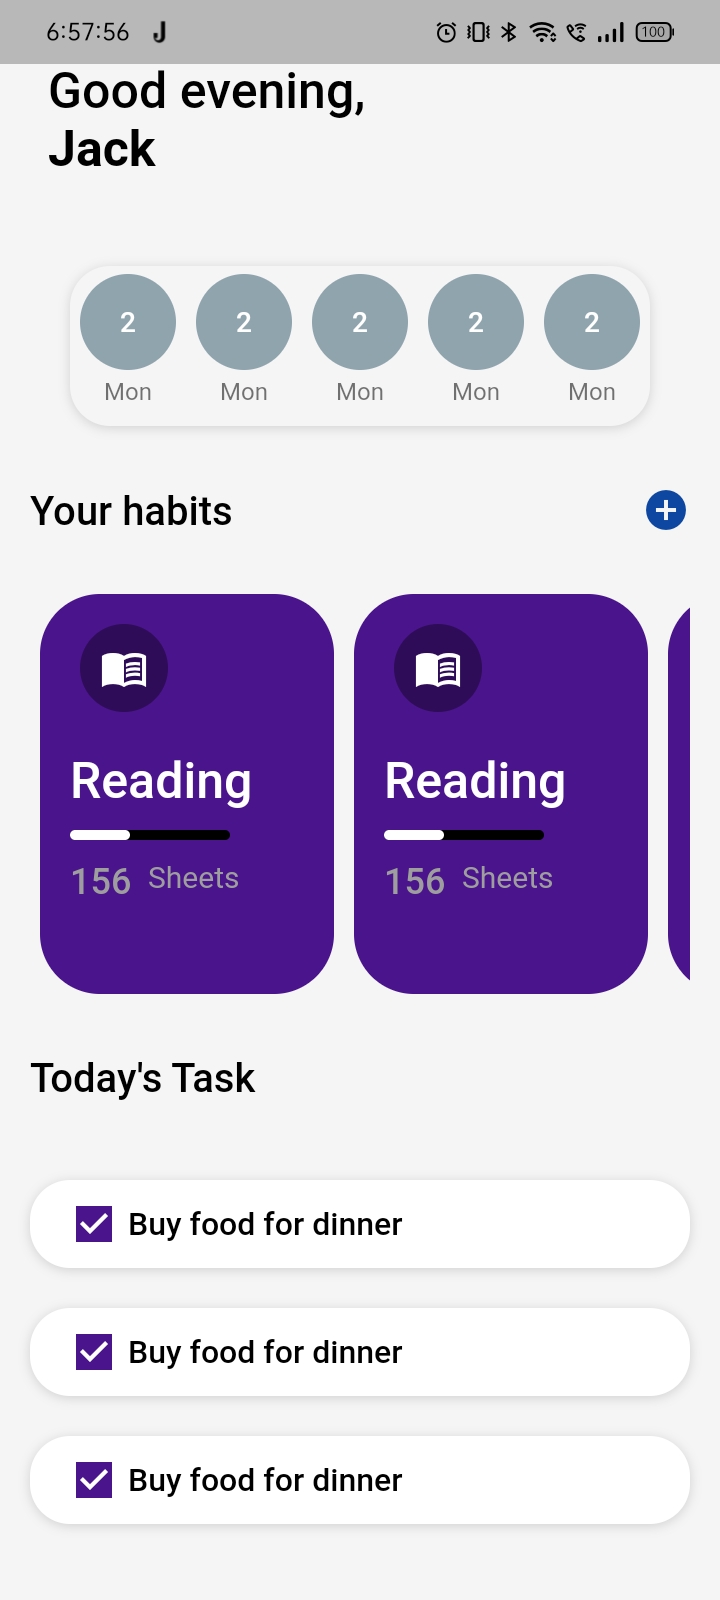 6:57:56 J 100
Good evening,
Jack
2 2 2 2 2
Mon Mon Mon Mon Mon
Your habits
Reading Reading
156 Sheets 156 Sheets
Today's Task
Buy food for dinner
Buy food for dinner
Buy food for dinner